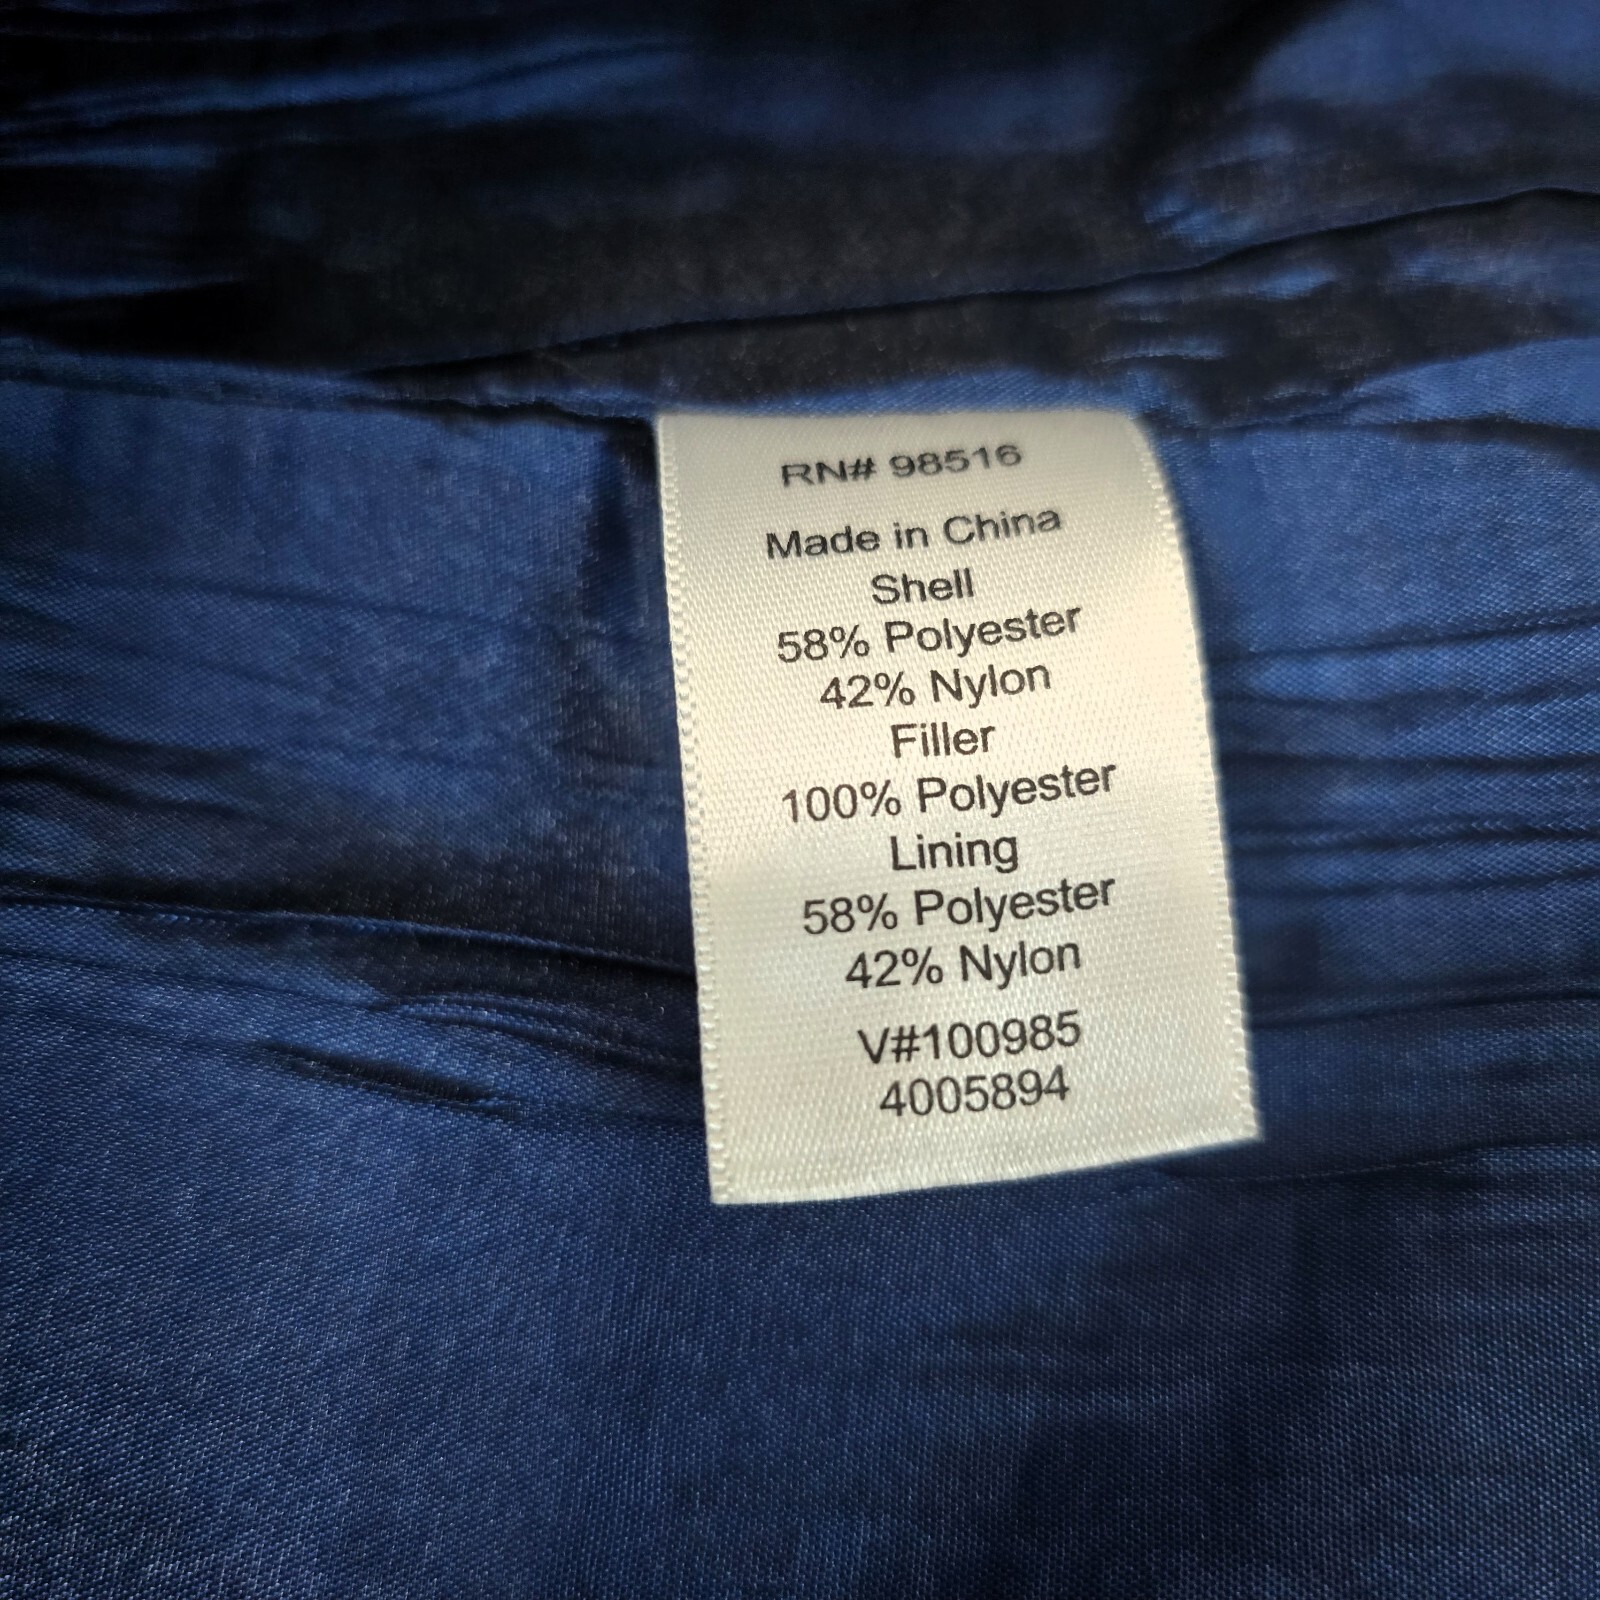 RN# 98516
Made in China
Shell
58% Polyester
42% Nylon
Filler
100% Polyester
Lining
58% Polyester
42% Nylon
V#100985
4005894